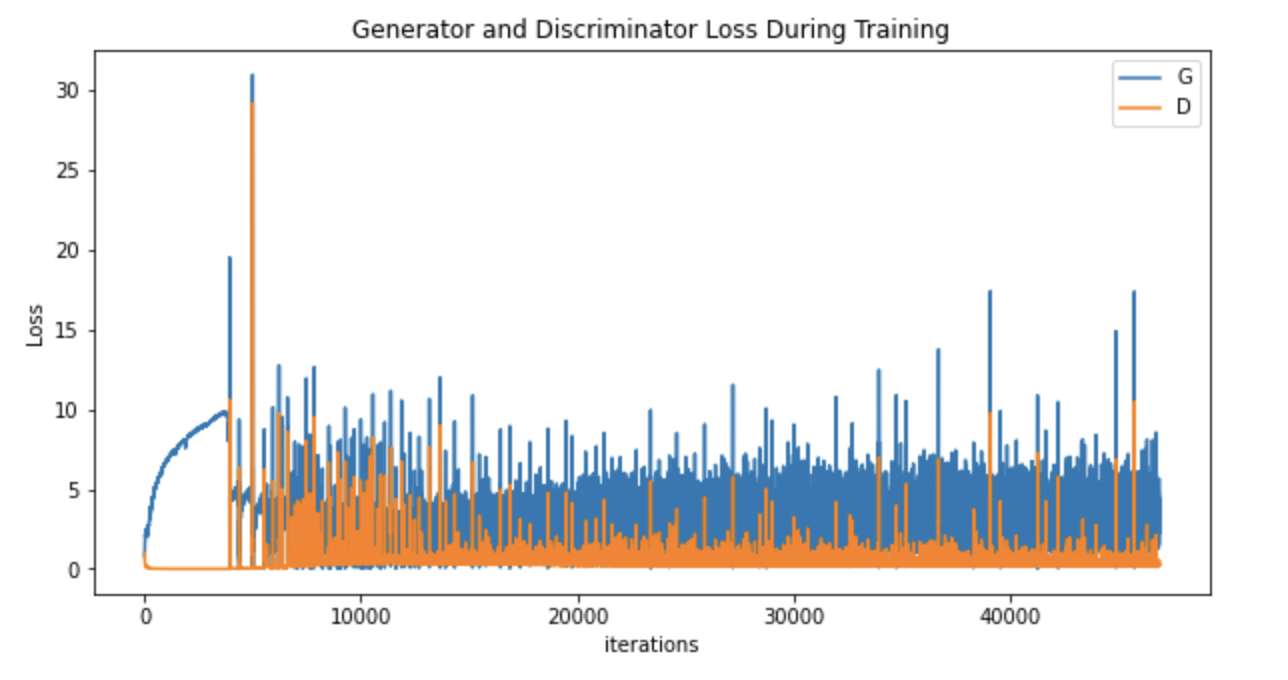 Generator and Discriminator Loss During Training
G
D
30
25
20
15
10
5
0
Loss
0 10000 20000 30000 40000
iterations